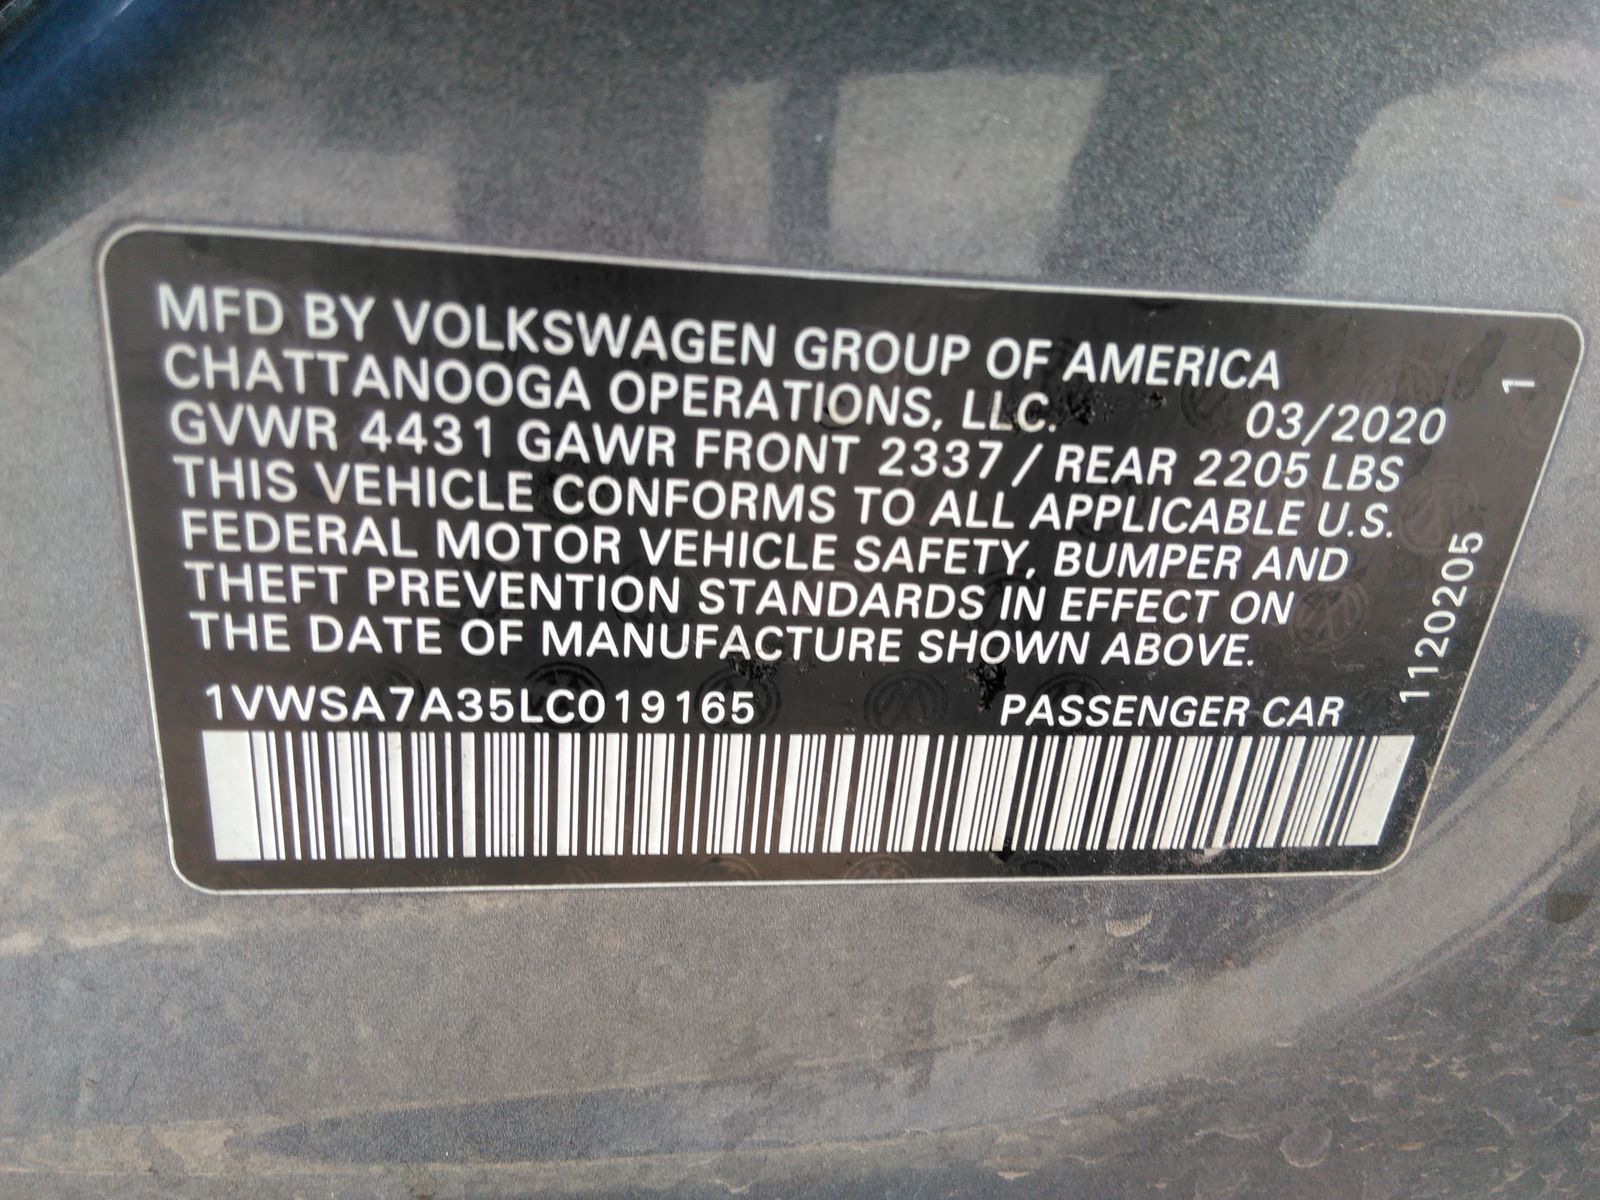 MFD BY VOLKSWAGEN GROUP OF AMERICA
CHATTANOOGA OPERATIONS, LLC. 03/2020
GVWR 4431 GAWR FRONT 2337 / REAR 2205 LBS
THIS VEHICLE CONFORMS TO ALL APPLICABLE U.S.
FEDERAL MOTOR VEHICLE SAFETY, BUMPER AND
THEFT PREVENTION STANDARDS IN EFFECT ON
THE DATE OF MANUFACTURE SHOWN ABOVE.
1VWSA7A35LC019165 PASSENGER CAR
1120205 1